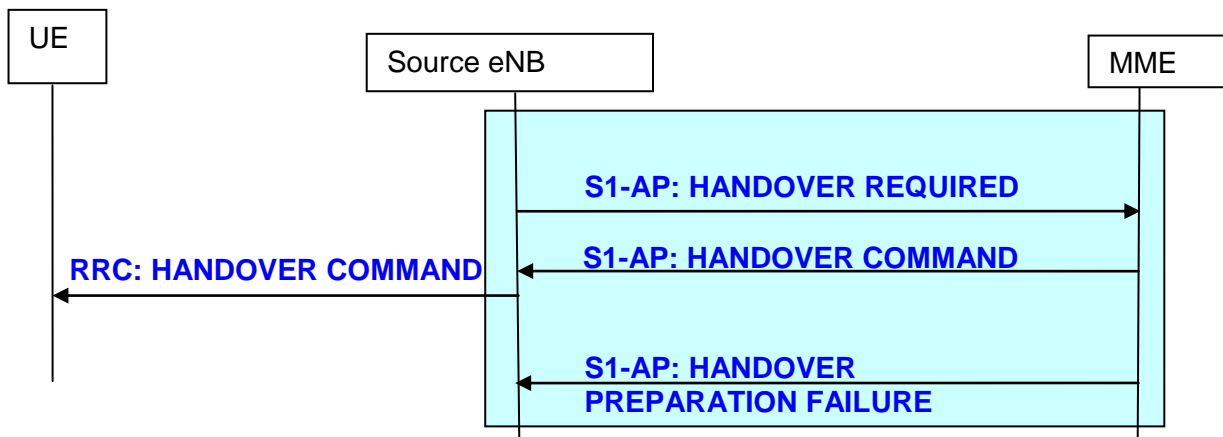 UE
Source eNB
MME
S1-AP: HANDOVER REQUIRED
S1-AP: HANDOVER COMMAND
RRC: HANDOVER COMMAND
S1-AP: HANDOVER
PREPARATION FAILURE